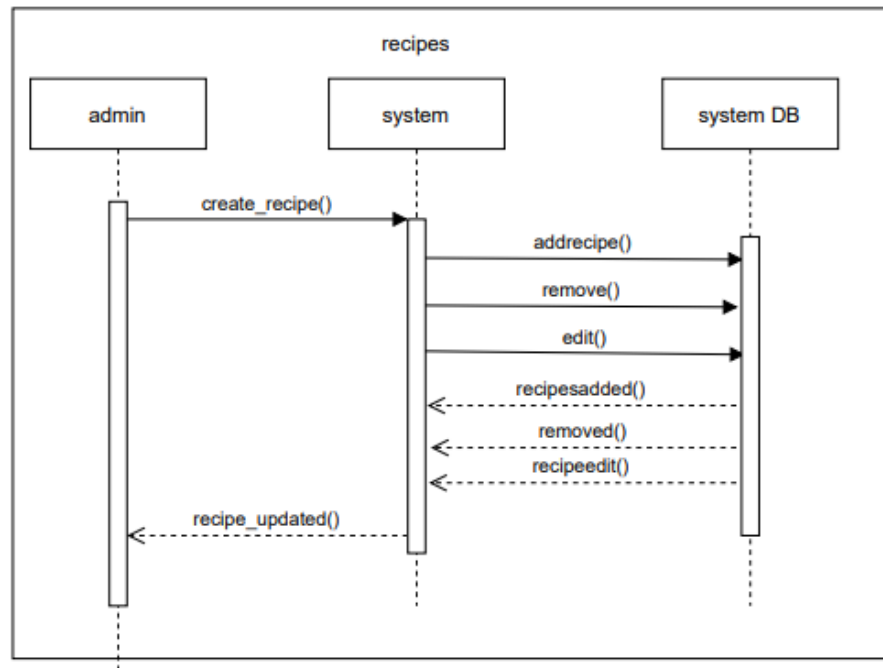 recipes
admin
system
system DB
create_recipe()
addrecipe()
remove()
edit()
recipesadded()
removed()
recipeedit()
recipe_updated()